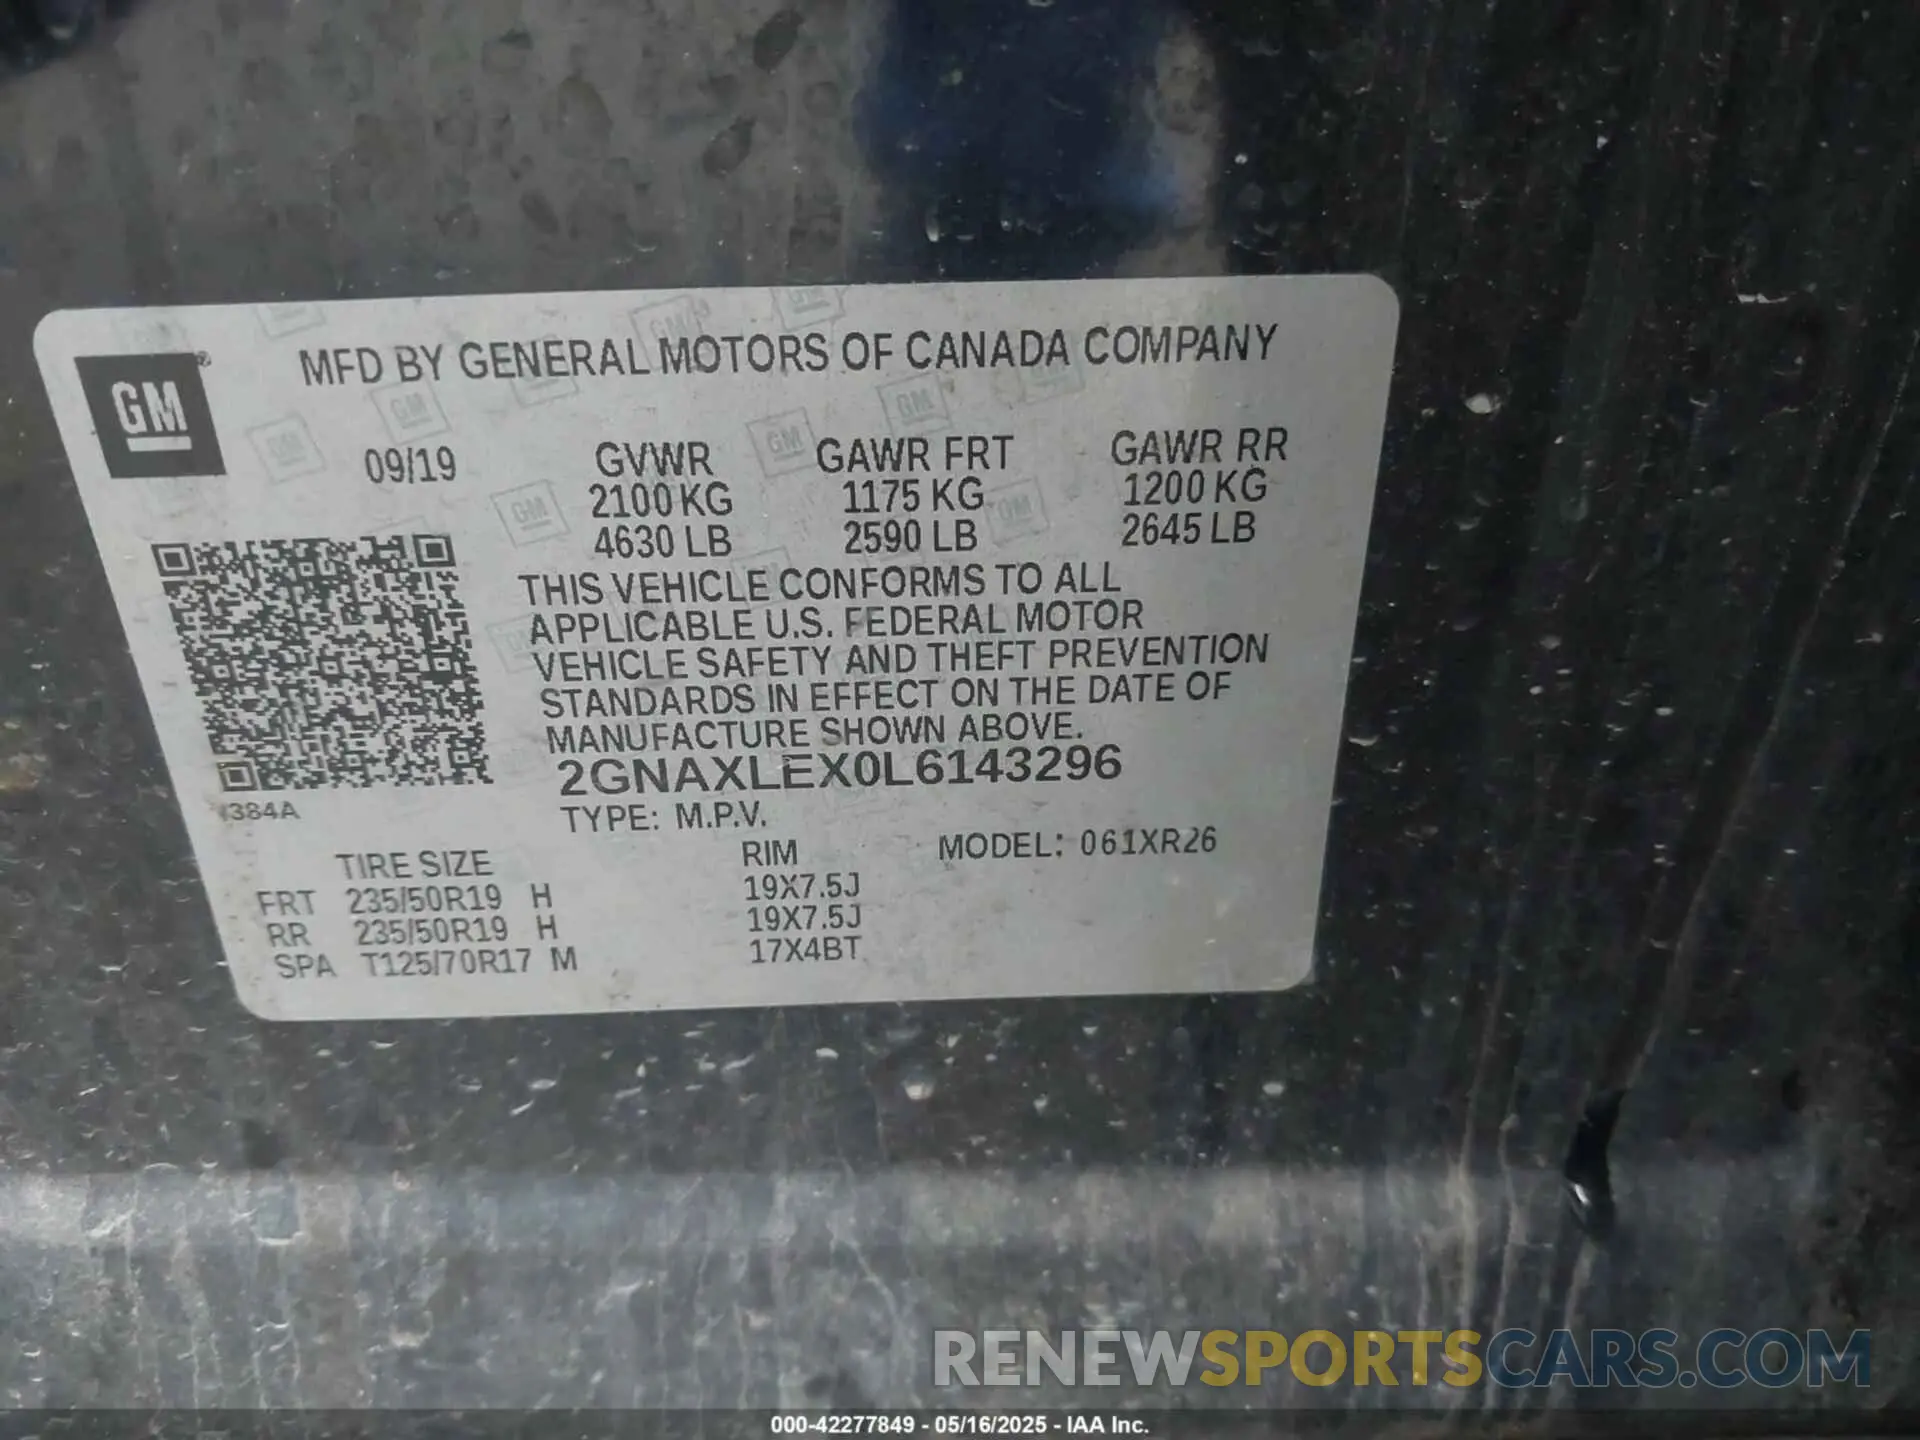 MFD BY GENERAL MOTORS OF CANADA COMPANY
GM®
09/19 GVWR GAWR FRT GAWR RR
2100 KG 1175 KG 1200 KG
4630 LB 2590 LB 2645 LB
THIS VEHICLE CONFORMS TO ALL
APPLICABLE U.S. FEDERAL MOTOR
VEHICLE SAFETY AND THEFT PREVENTION
STANDARDS IN EFFECT ON THE DATE OF
MANUFACTURE SHOWN ABOVE.
2GNAXLEX0L6143296
TYPE: M.P.V.
TIRE SIZE RIM MODEL: 061XR26
FRT 235/50R19 H 19X7.5J
RR 235/50R19 H 19X7.5J
SPA T125/70R17 M 17X4BT
RENEWSPORTSCARS.COM
000-42277849 - 05/16/2025 - IAA Inc.